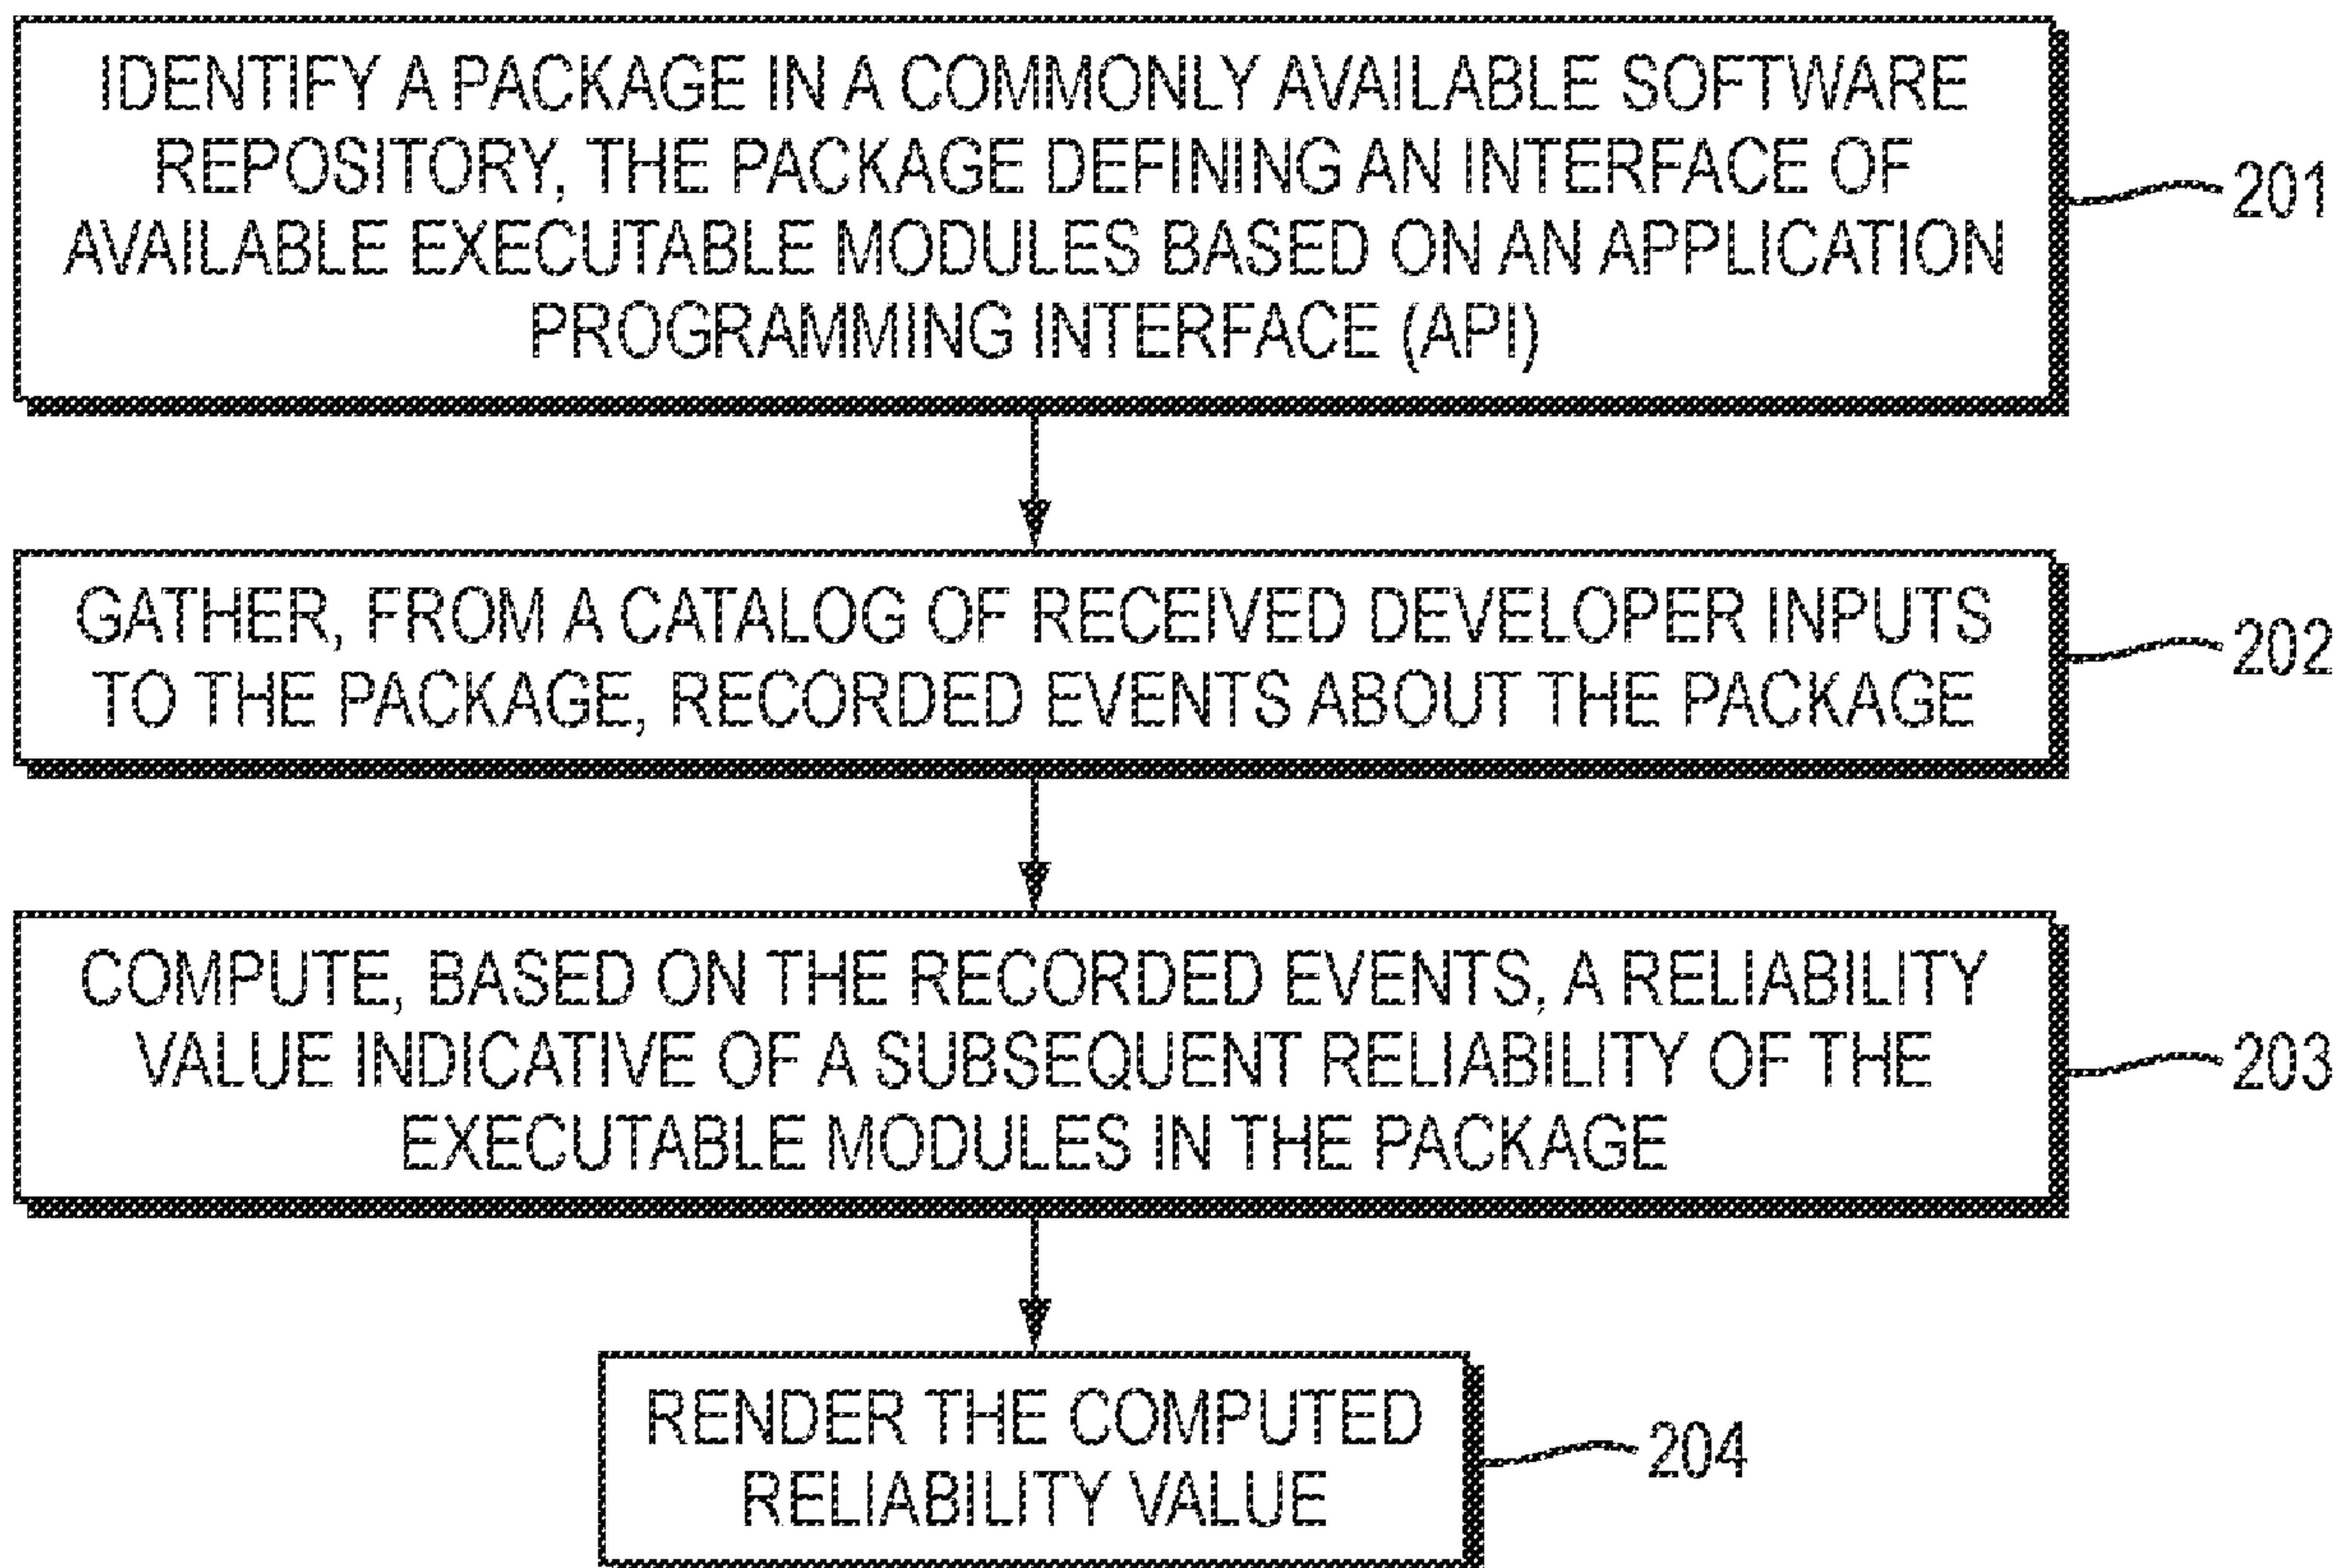 IDENTIFY A PACKAGE IN A COMMONLY AVAILABLE SOFTWARE
REPOSITORY, THE PACKAGE DEFINING AN INTERFACE OF
AVAILABLE EXECUTABLE MODULES BASED ON AN APPLICATION
PROGRAMMING INTERFACE (API)
201
GATHER, FROM A CATALOG OF RECEIVED DEVELOPER INPUTS
TO THE PACKAGE, RECORDED EVENTS ABOUT THE PACKAGE
202
COMPUTE, BASED ON THE RECORDED EVENTS, A RELIABILITY
VALUE INDICATIVE OF A SUBSEQUENT RELIABILITY OF THE
EXECUTABLE MODULES IN THE PACKAGE
203
RENDER THE COMPUTED
RELIABILITY VALUE
204